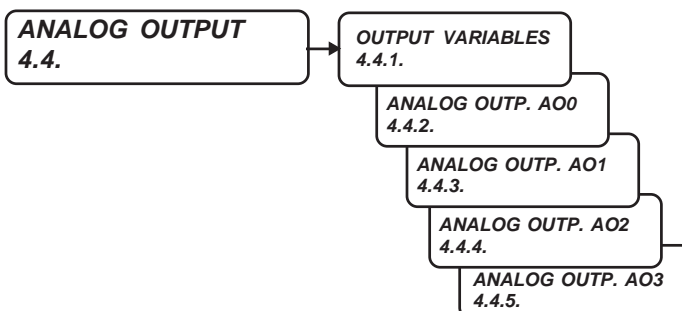 ANALOG OUTPUT
4.4.
OUTPUT VARIABLES
4.4.1.
ANALOG OUTP. AO0
4.4.2.
ANALOG OUTP. AO1
4.4.3.
ANALOG OUTP. AO2
4.4.4.
ANALOG OUTP. AO3
4.4.5.